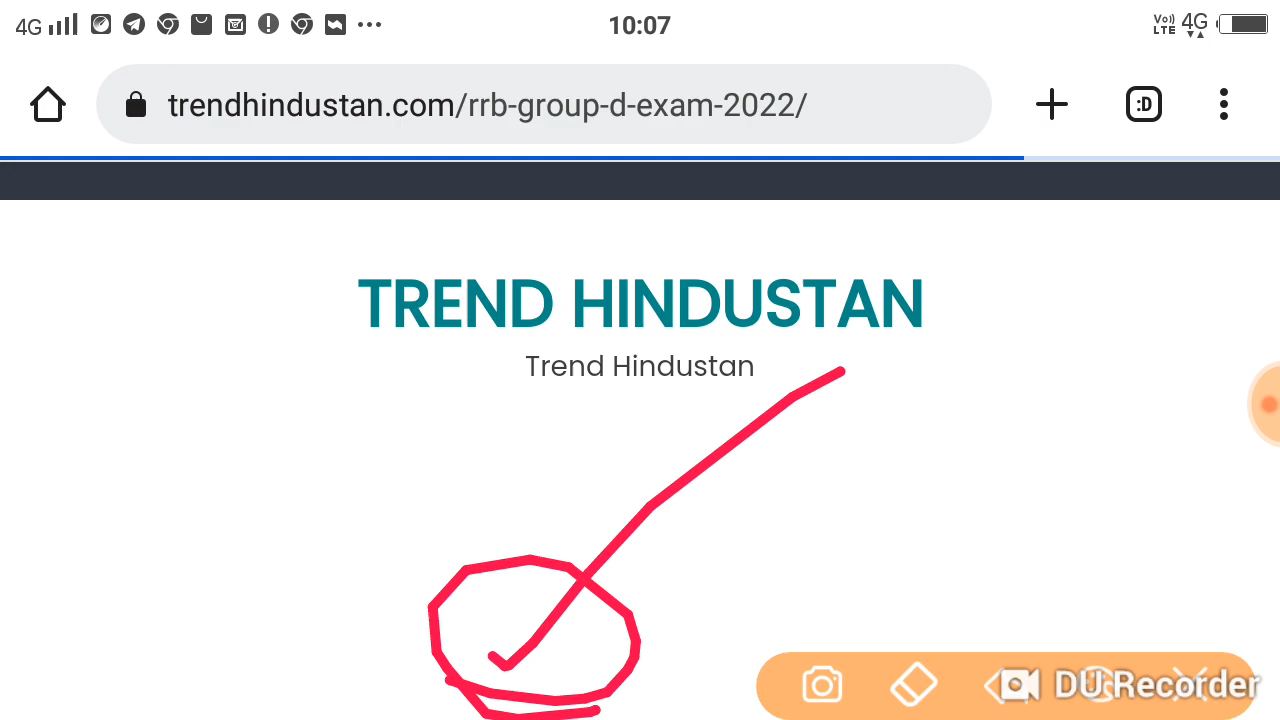 4G 10:07 Vo)) LTE 4G
trendhindustan.com/rrb-group-d-exam-2022/ :D
TREND HINDUSTAN
Trend Hindustan
DU Recorder